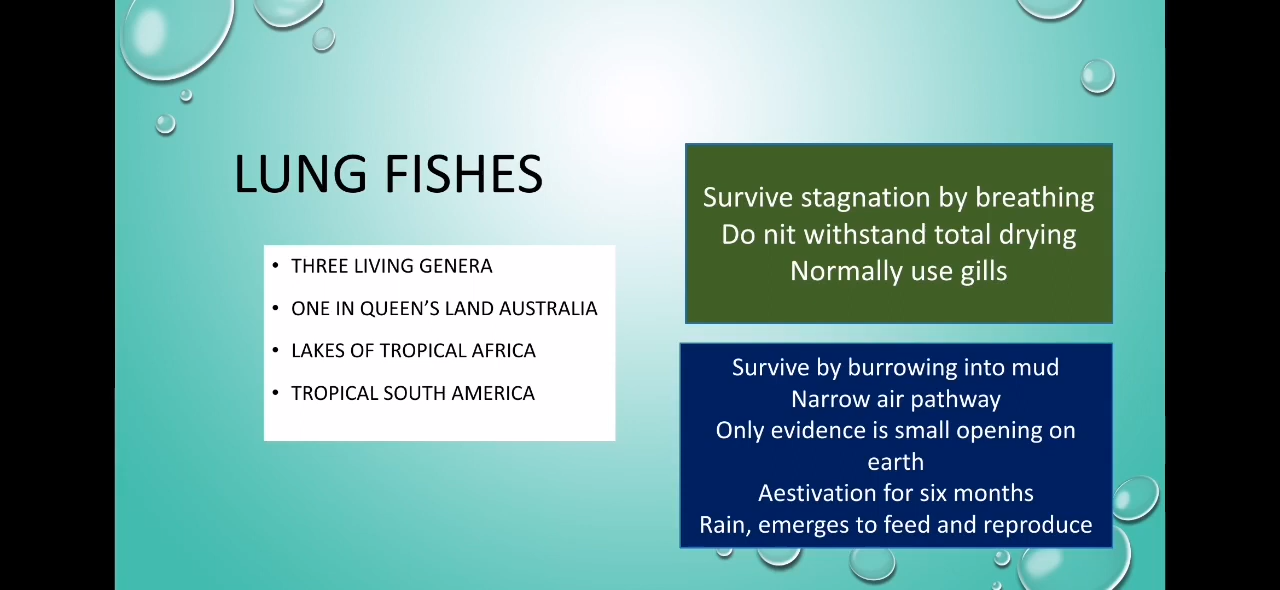 LUNG FISHES
• THREE LIVING GENERA
• ONE IN QUEEN'S LAND AUSTRALIA
• LAKES OF TROPICAL AFRICA
• TROPICAL SOUTH AMERICA
Survive stagnation by breathing
Do nit withstand total drying
Normally use gills
Survive by burrowing into mud
Narrow air pathway
Only evidence is small opening on
earth
Aestivation for six months
Rain, emerges to feed and reproduce